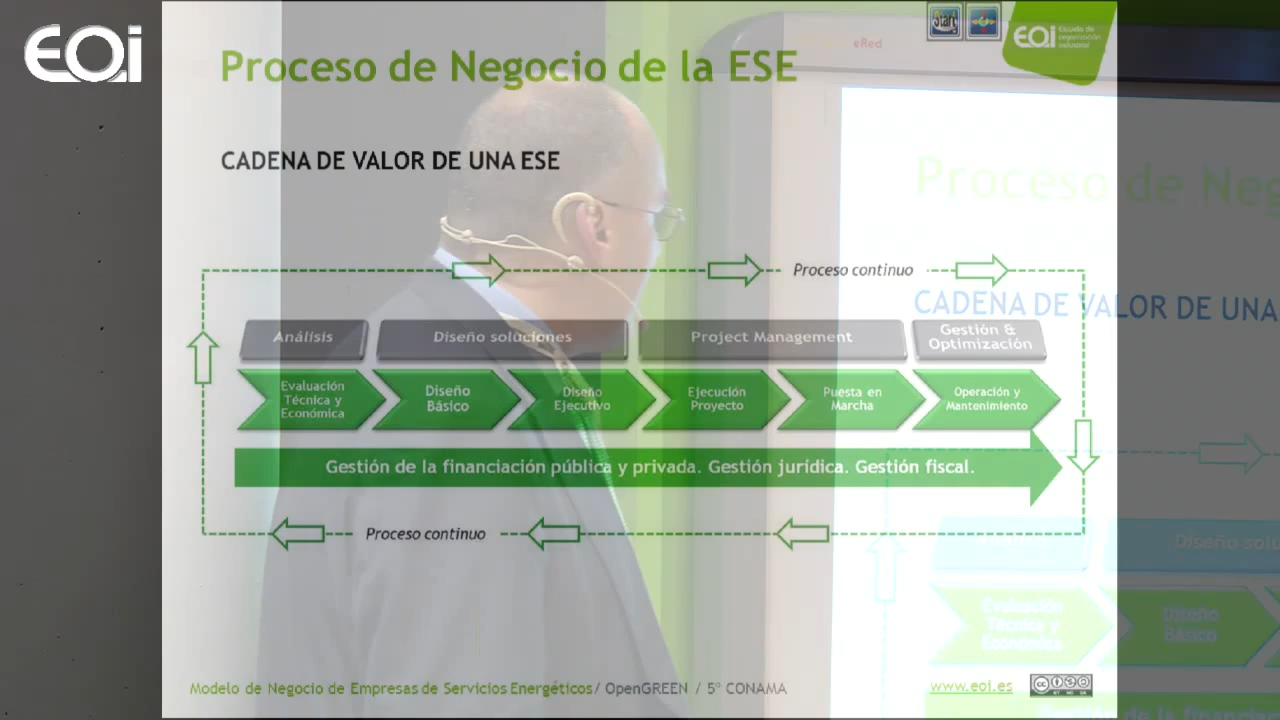 EOi
Start
eRed
EOi
Escuela de
organización
industrial
Proceso de Negocio de la ESE
CADENA DE VALOR DE UNA ESE
Proceso de Neg
CADENA DE VALOR DE UNA
Proceso continuo
Análisis
Diseño soluciones
Project Management
Gestión &
Optimización
Evaluación
Técnica y
Económica
Diseño
Básico
Diseño
Ejecutivo
Ejecución
Proyecto
Puesta en
Marcha
Operación y
Mantenimiento
Gestión de la financiación pública y privada. Gestión jurídica. Gestión fiscal.
Proceso continuo
Diseño solu
Evaluación
Técnica y
Económica
Diseño
Básico
Modelo de Negocio de Empresas de Servicios Energéticos/ OpenGREEN / 5º CONAMA
www.eoi.es